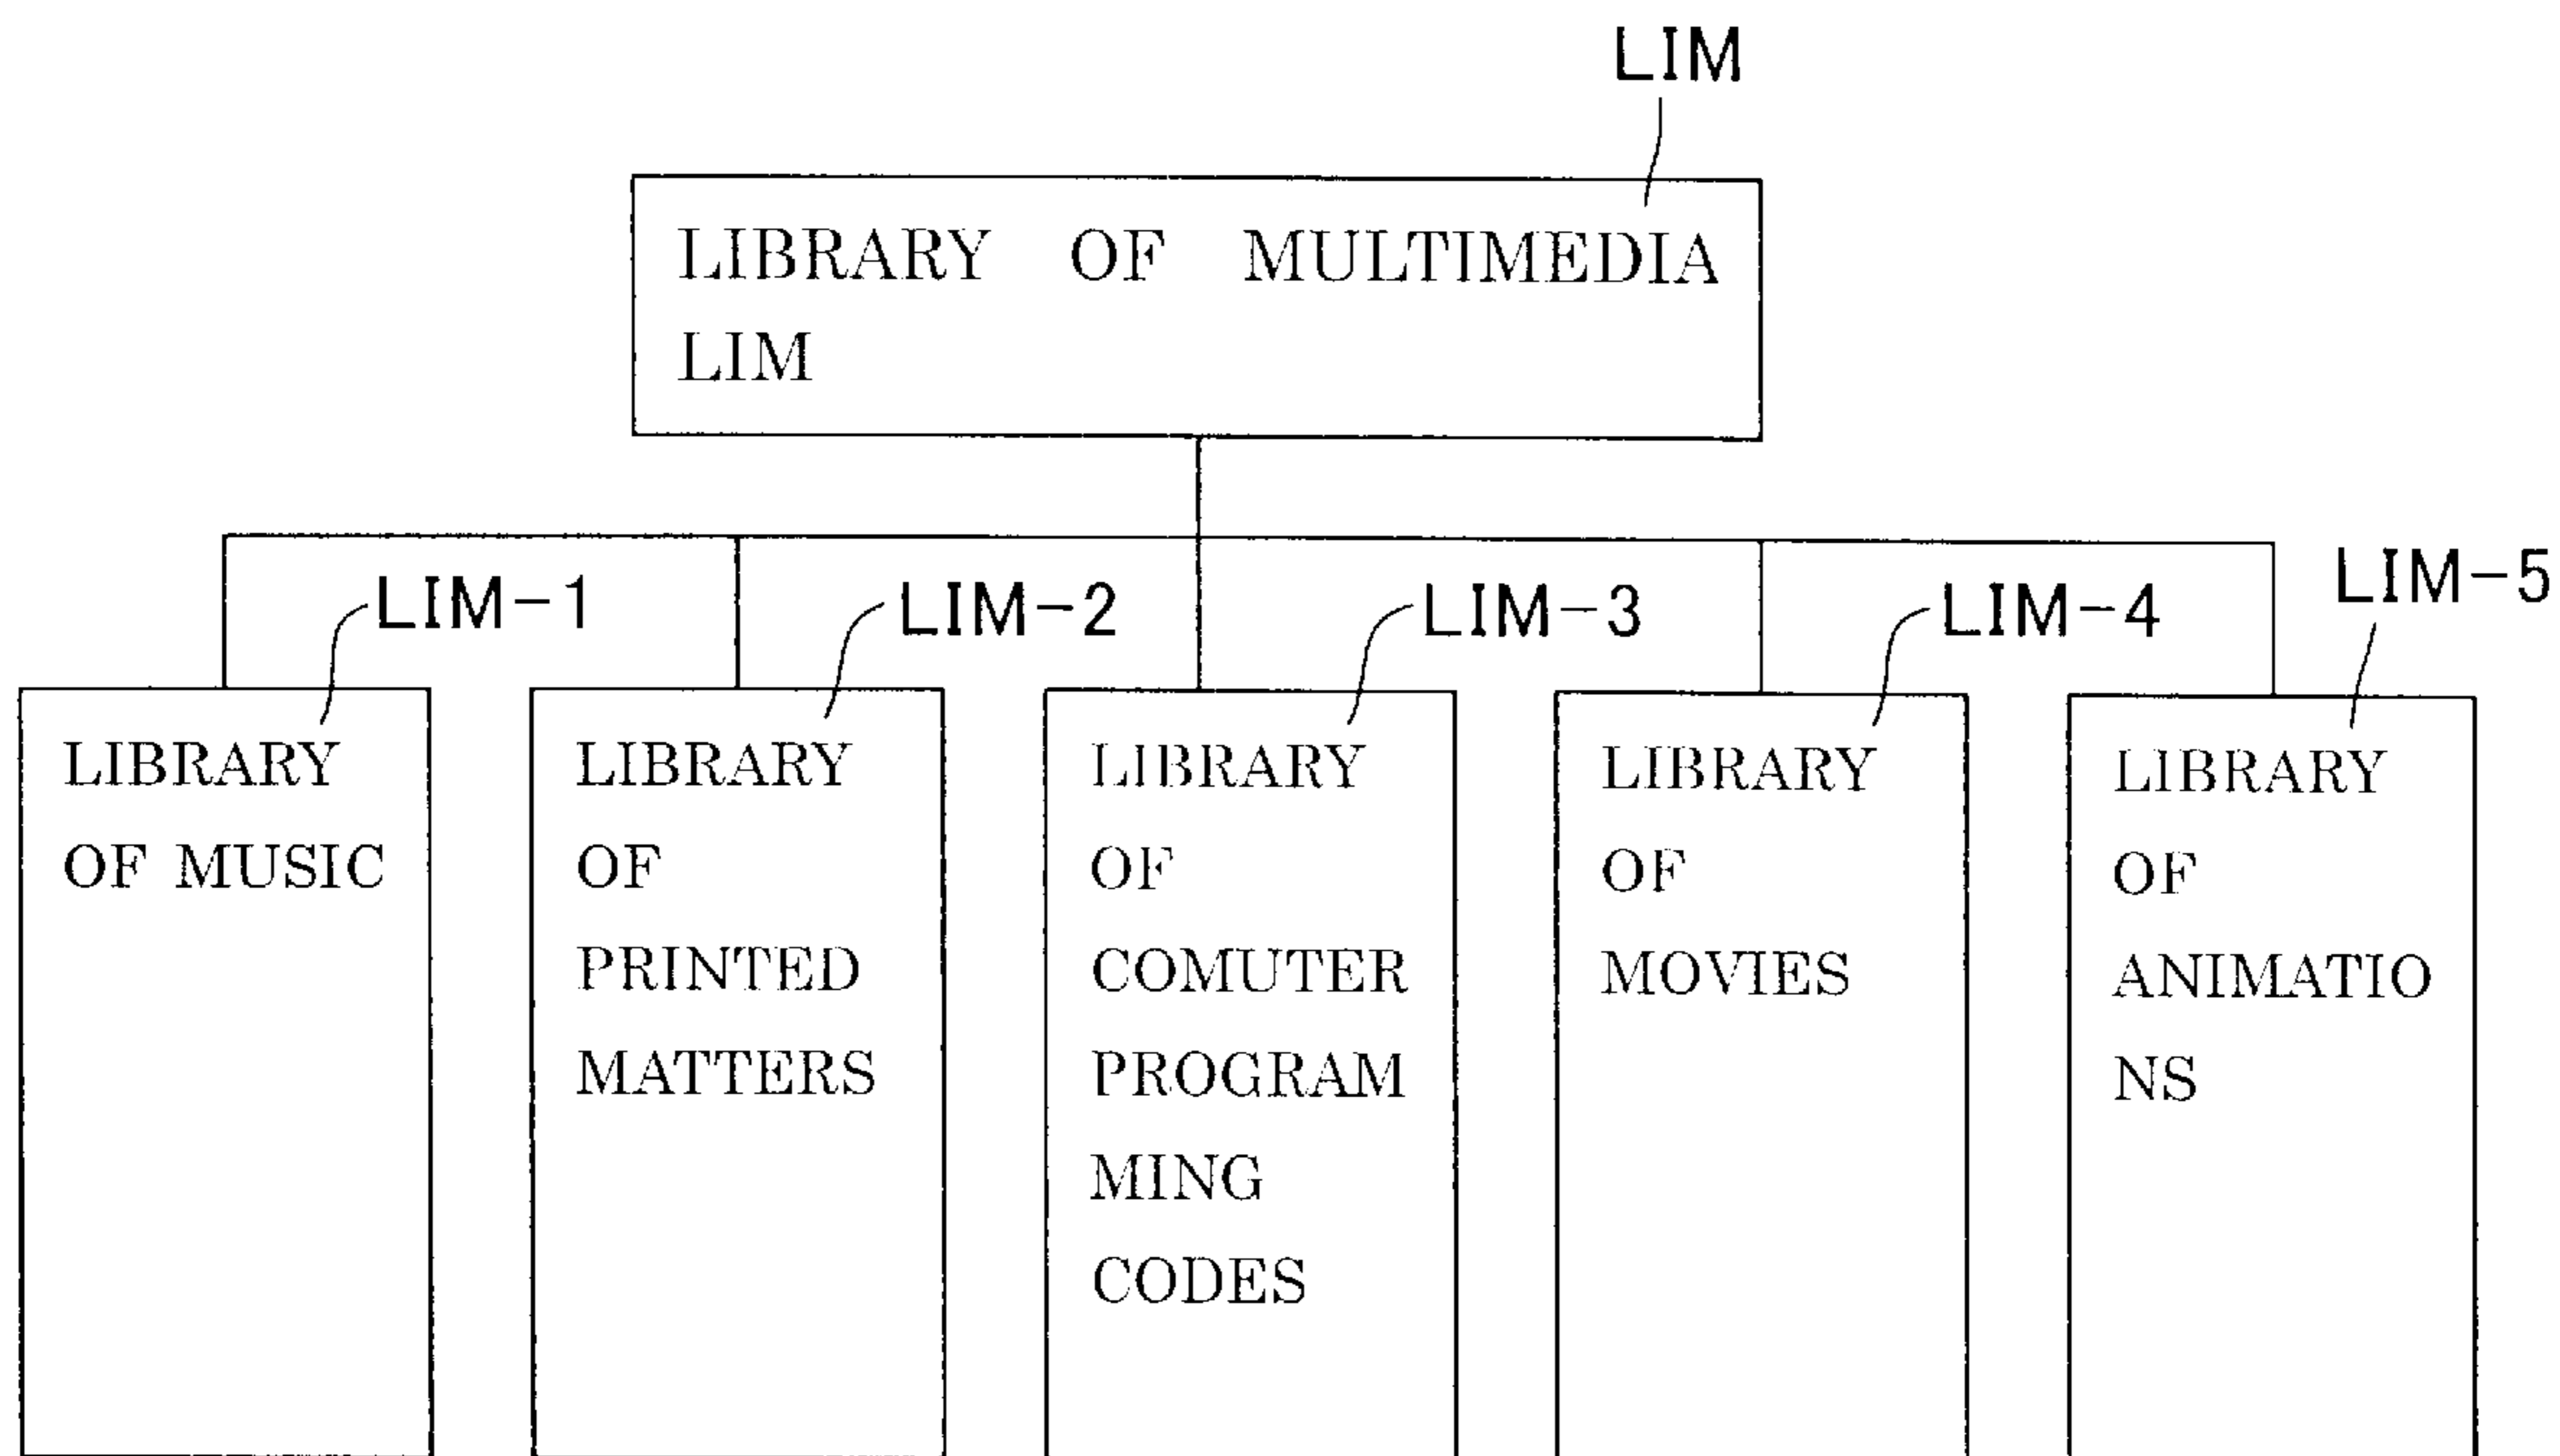 LIM
LIBRARY OF MULTIMEDIA
LIM
LIM-1
LIM-2
LIM-3
LIM-4
LIM-5
LIBRARY
OF MUSIC
LIBRARY
OF
PRINTED
MATTERS
LIBRARY
OF
COMUTER
PROGRAM
MING
CODES
LIBRARY
OF
MOVIES
LIBRARY
OF
ANIMATIO
NS